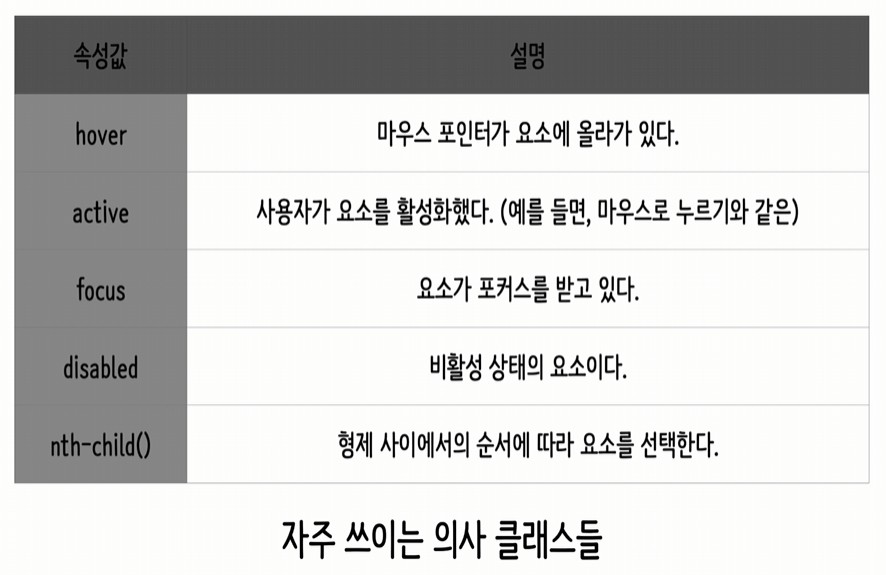 속성값 설명
hover 마우스 포인터가 요소에 올라가 있다.
active 사용자가 요소를 활성화했다. (예를 들면, 마우스로 누르기와 같은)
focus 요소가 포커스를 받고 있다.
disabled 비활성 상태의 요소이다.
nth-child() 형제 사이에서의 순서에 따라 요소를 선택한다.
자주 쓰이는 의사 클래스들